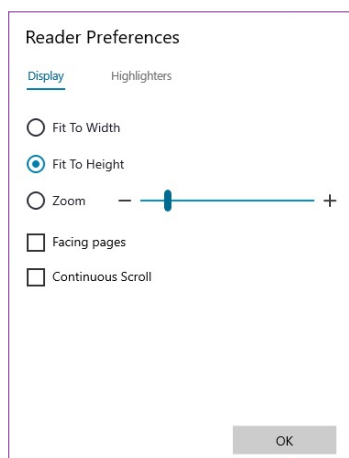 Reader Preferences
Display Highlighters
Fit To Width
Fit To Height
Zoom − +
Facing pages
Continuous Scroll
OK